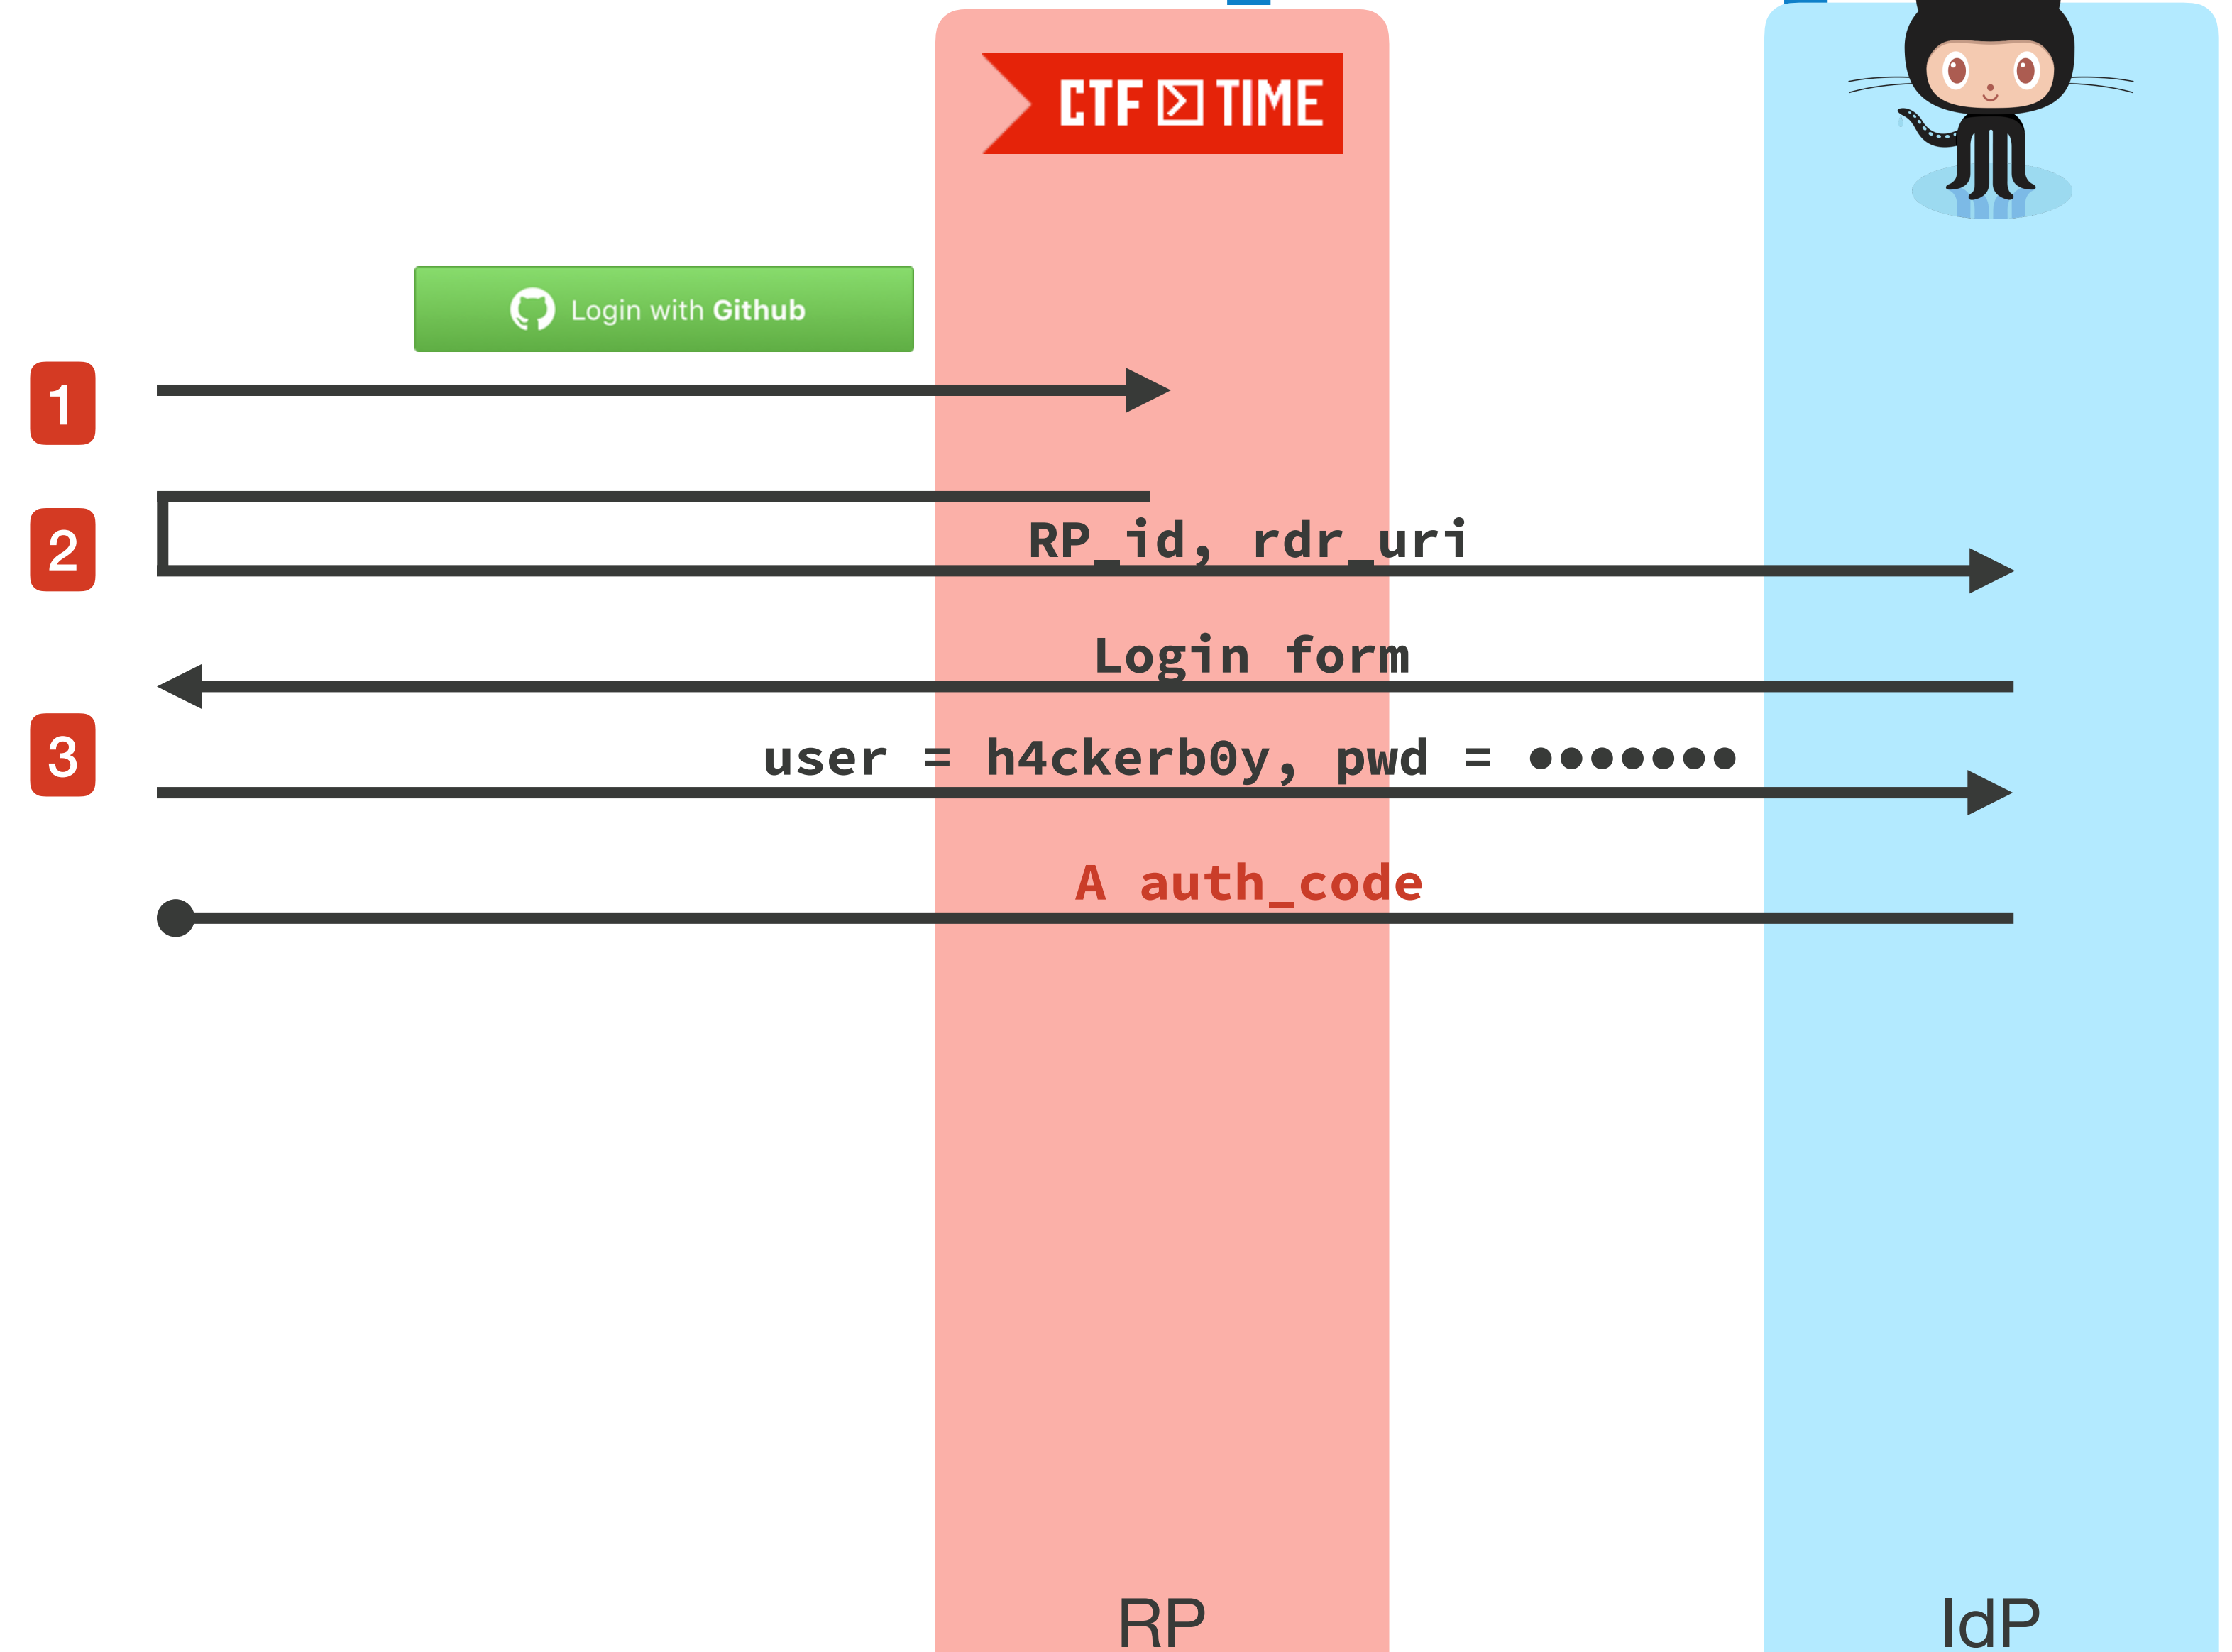 CTF TIME
Login with Github
1
2
RP_id, rdr_uri
Login form
3
user = h4ckerb0y, pwd = •••••••
A auth_code
RP
IdP